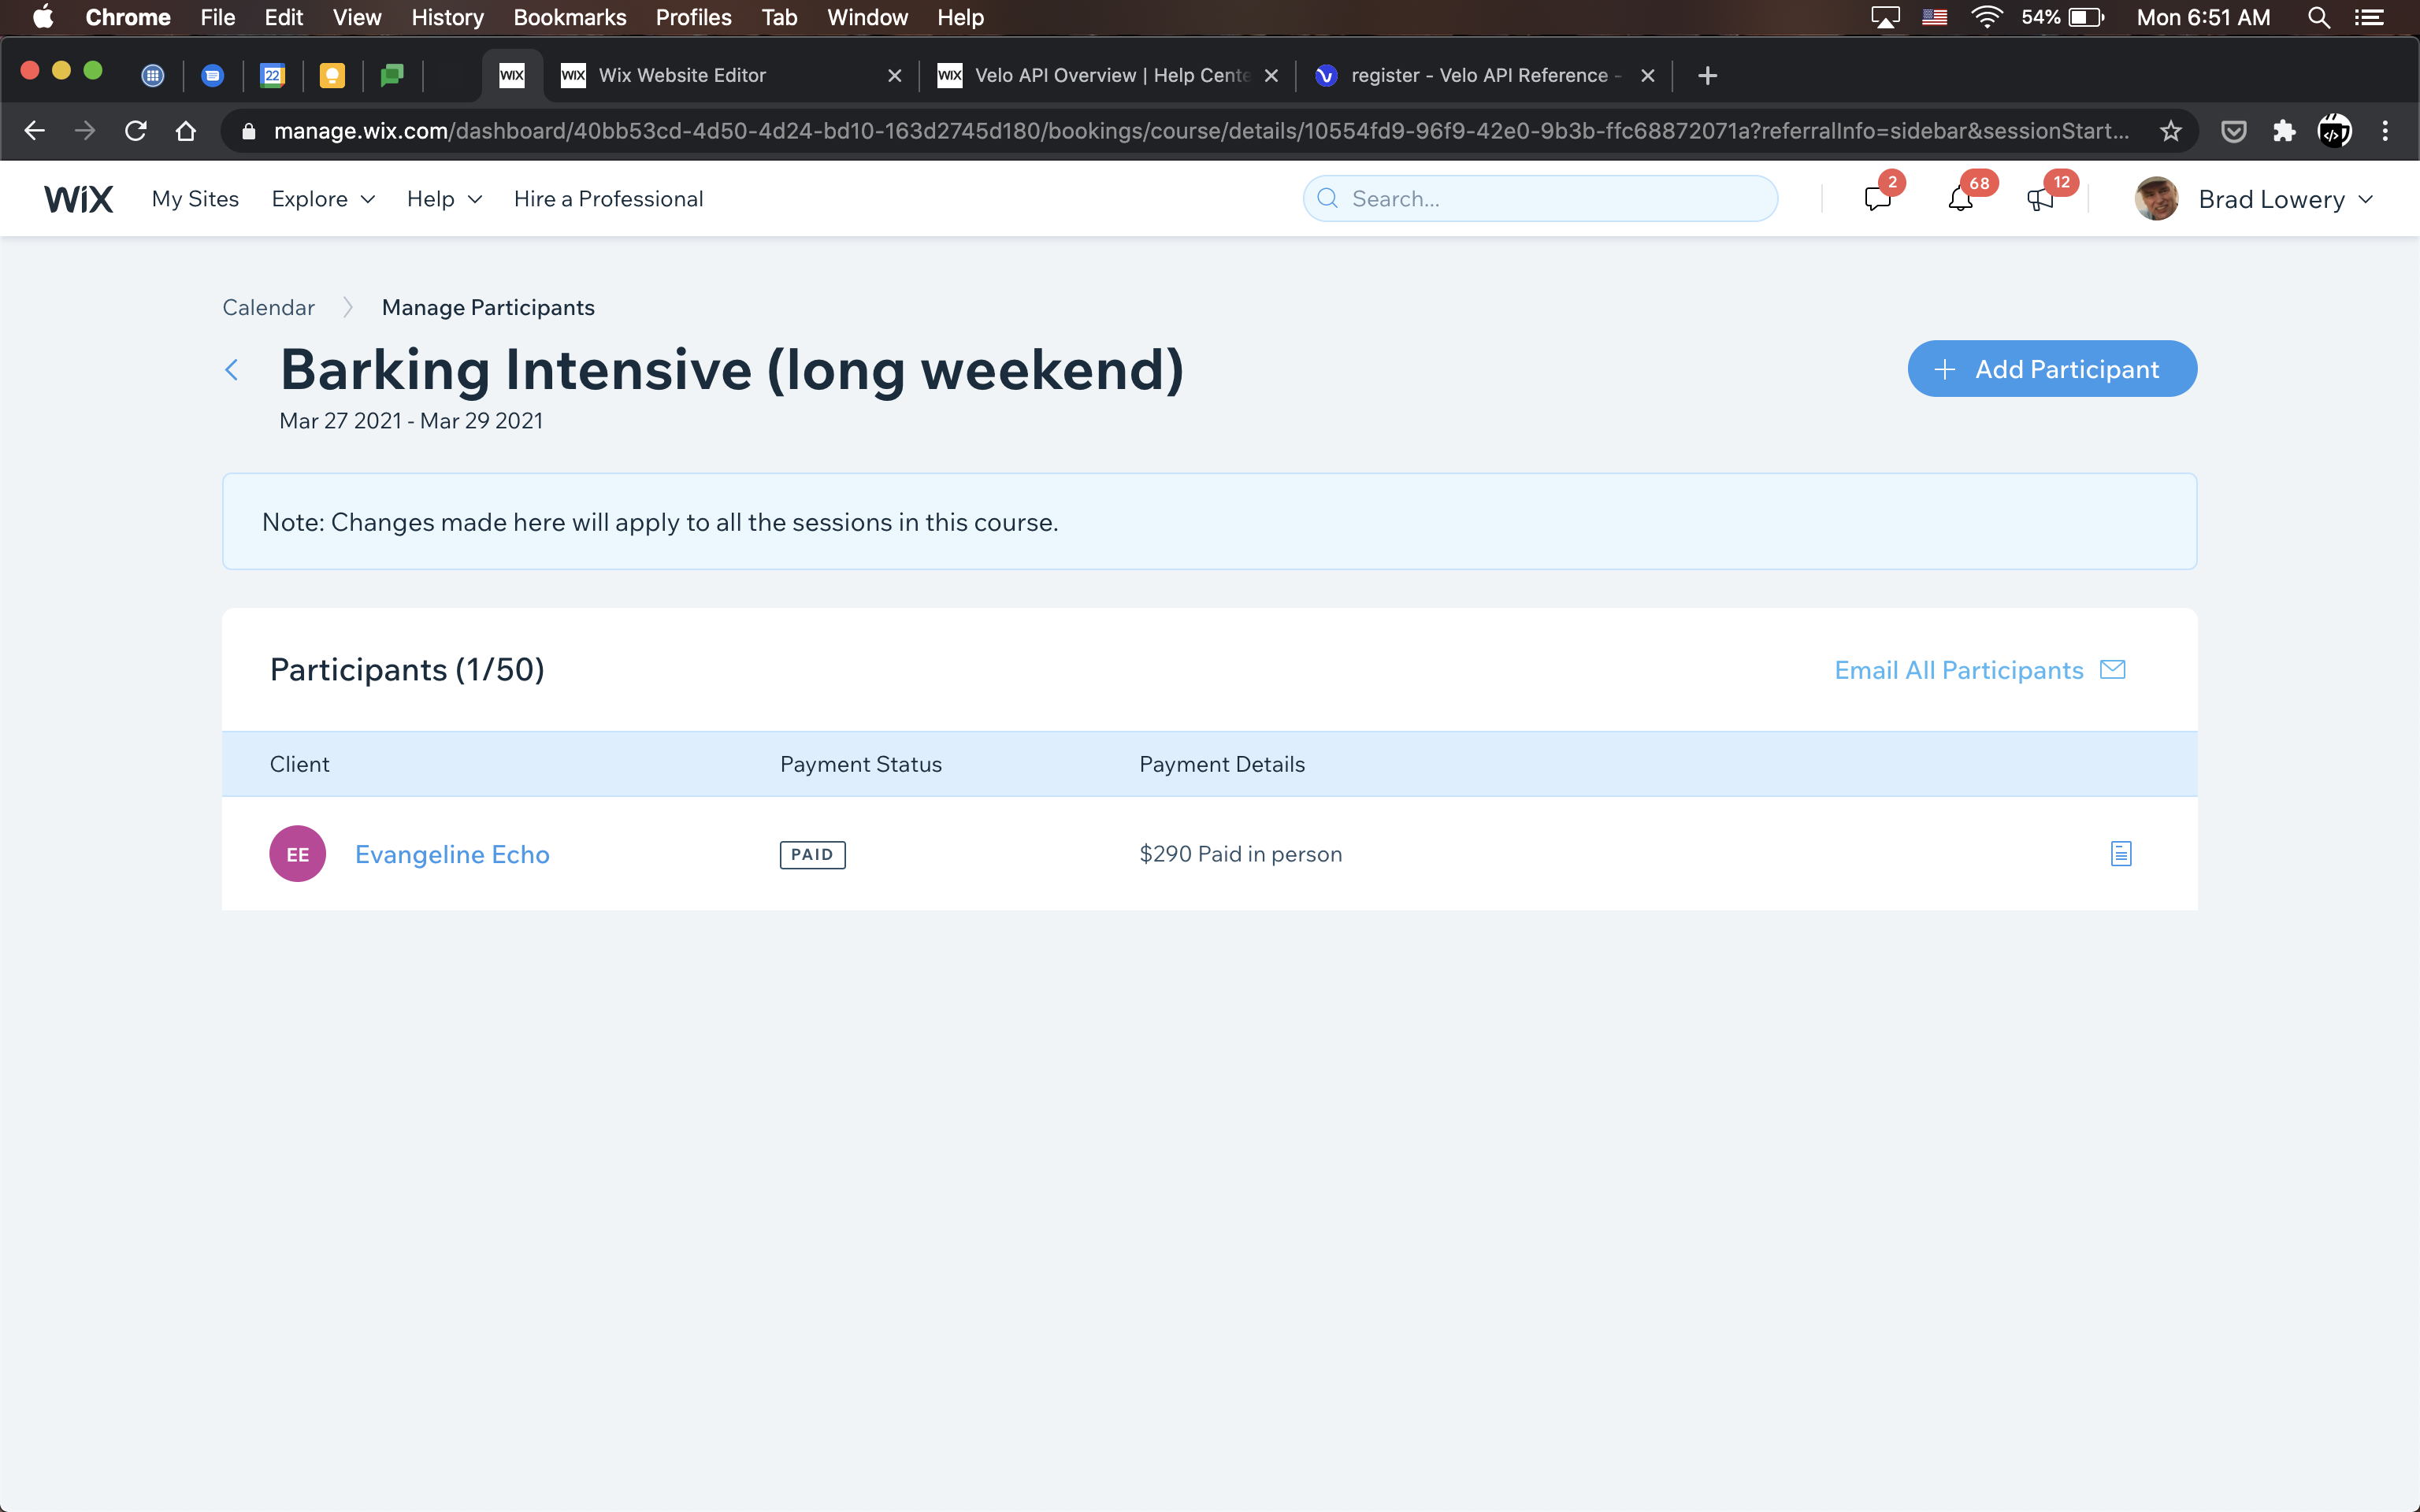 Chrome File Edit View History Bookmarks Profiles Tab Window Help 54% Mon 6:51 AM
22 WIX WIX Wix Website Editor WIX Velo API Overview | Help Cente register - Velo API Reference -
manage.wix.com/dashboard/40bb53cd-4d50-4d24-bd10-163d2745d180/bookings/course/details/10554fd9-96f9-42e0-9b3b-ffc68872071a?referralInfo=sidebar&sessionStart...
WiX My Sites Explore Help Hire a Professional Search... 2 68 12 Brad Lowery
Calendar Manage Participants
Barking Intensive (long weekend)
Add Participant
Mar 27 2021 - Mar 29 2021
Note: Changes made here will apply to all the sessions in this course.
Participants (1/50) Email All Participants
Client Payment Status Payment Details
EE Evangeline Echo PAID $290 Paid in person